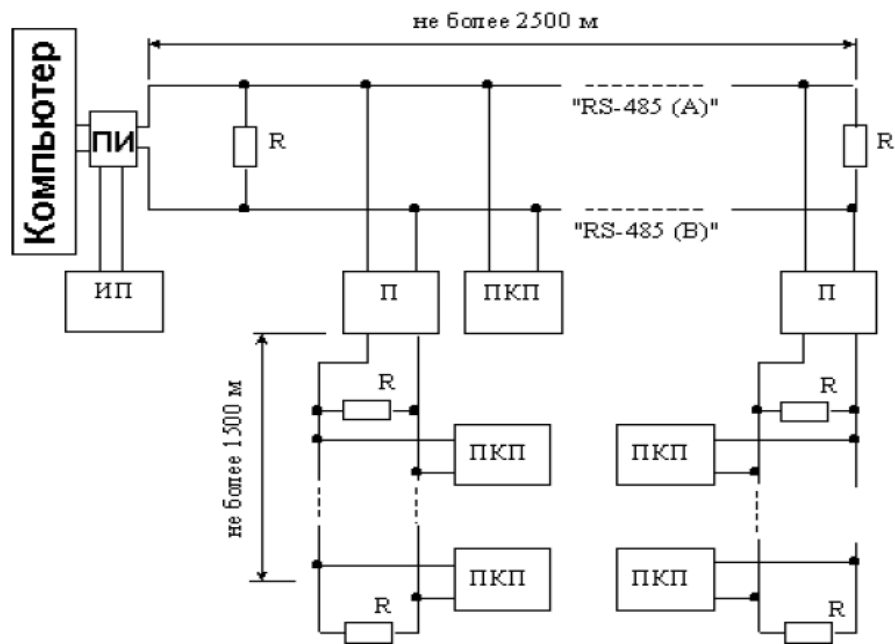 не более 2500 м
Компьютер
ПИ
R
"RS-485 (A)"
R
"RS-485 (B)"
ИП
П
ПКП
П
не более 1500 м
R
R
ПКП
ПКП
ПКП
ПКП
R
R